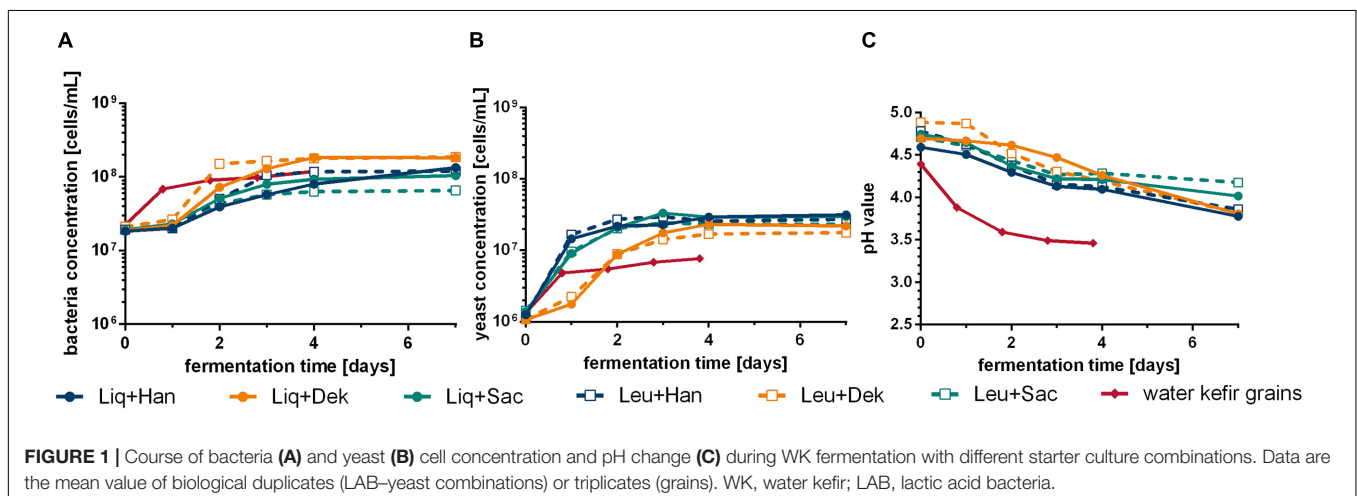 A
B
C
bacteria concentration [cells/mL]
10⁹
10⁸
10⁷
10⁶
0
2
4
6
fermentation time [days]
yeast concentration [cells/mL]
10⁹
10⁸
10⁷
10⁶
0
2
4
6
fermentation time [days]
pH value
5.0
4.5
4.0
3.5
3.0
2.5
0
2
4
6
fermentation time [days]
Liq+Han Liq+Dek Liq+Sac Leu+Han Leu+Dek Leu+Sac water kefir grains
FIGURE 1 | Course of bacteria (A) and yeast (B) cell concentration and pH change (C) during WK fermentation with different starter culture combinations. Data are
the mean value of biological duplicates (LAB–yeast combinations) or triplicates (grains). WK, water kefir; LAB, lactic acid bacteria.